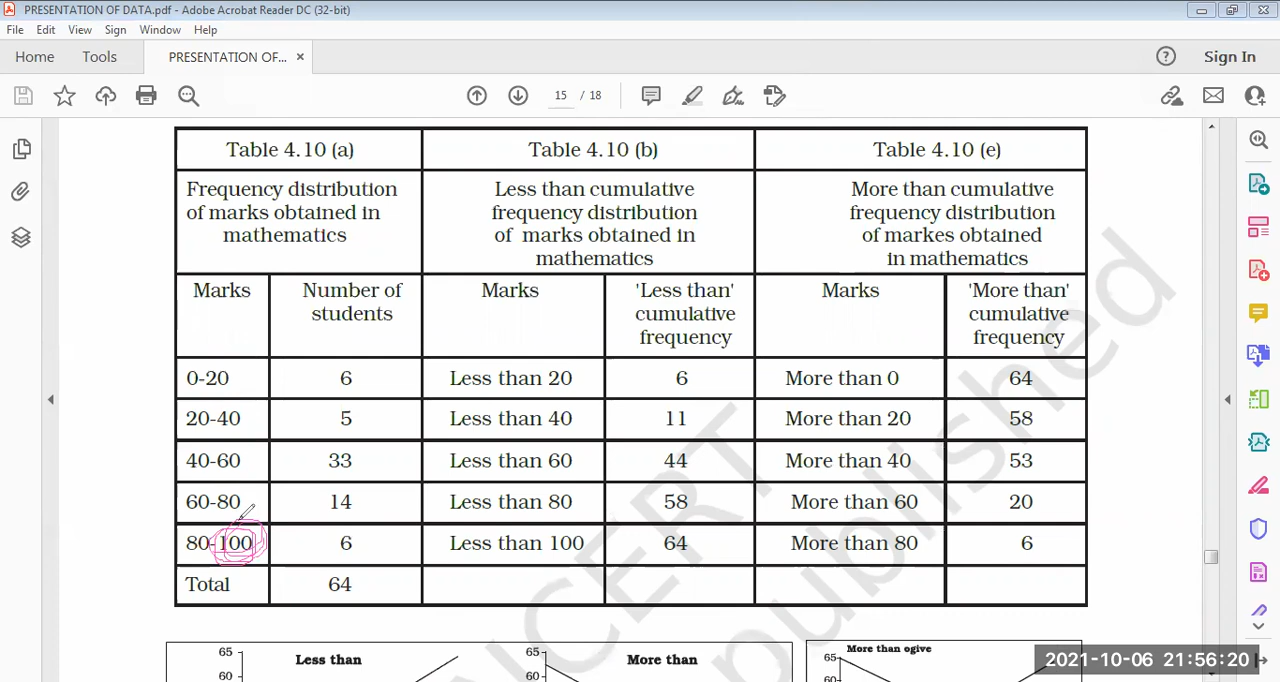 PRESENTATION OF DATA.pdf - Adobe Acrobat Reader DC (32-bit)
File Edit View Sign Window Help
Home Tools PRESENTATION OF... × Sign In
15 / 18
Table 4.10 (a) Table 4.10 (b) Table 4.10 (e)
Frequency distribution Less than cumulative More than cumulative
of marks obtained in frequency distribution frequency distribution
mathematics of marks obtained in of markes obtained
mathematics in mathematics
Marks Number of Marks 'Less than' Marks 'More than'
students cumulative cumulative
frequency frequency
0-20 6 Less than 20 6 More than 0 64
20-40 5 Less than 40 11 More than 20 58
40-60 33 Less than 60 44 More than 40 53
60-80 14 Less than 80 58 More than 60 20
80-100 6 Less than 100 64 More than 80 6
Total 64
NCERT
published
65 Less than 65 More than More than ogive
65
60 60 60
2021-10-06 21:56:20